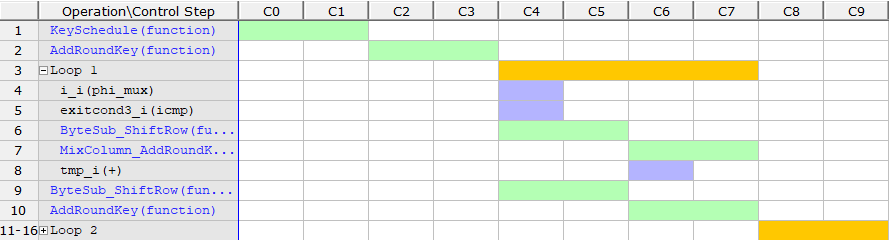 Operation\Control Step C0 C1 C2 C3 C4 C5 C6 C7 C8 C9
1 KeySchedule(function)
2 AddRoundKey(function)
3 Loop 1
4 i_i(phi_mux)
5 exitcond3_i(icmp)
6 ByteSub_ShiftRow(fu...
7 MixColumn_AddRoundK...
8 tmp_i(+)
9 ByteSub_ShiftRow(fun...
10 AddRoundKey(function)
11-16 Loop 2